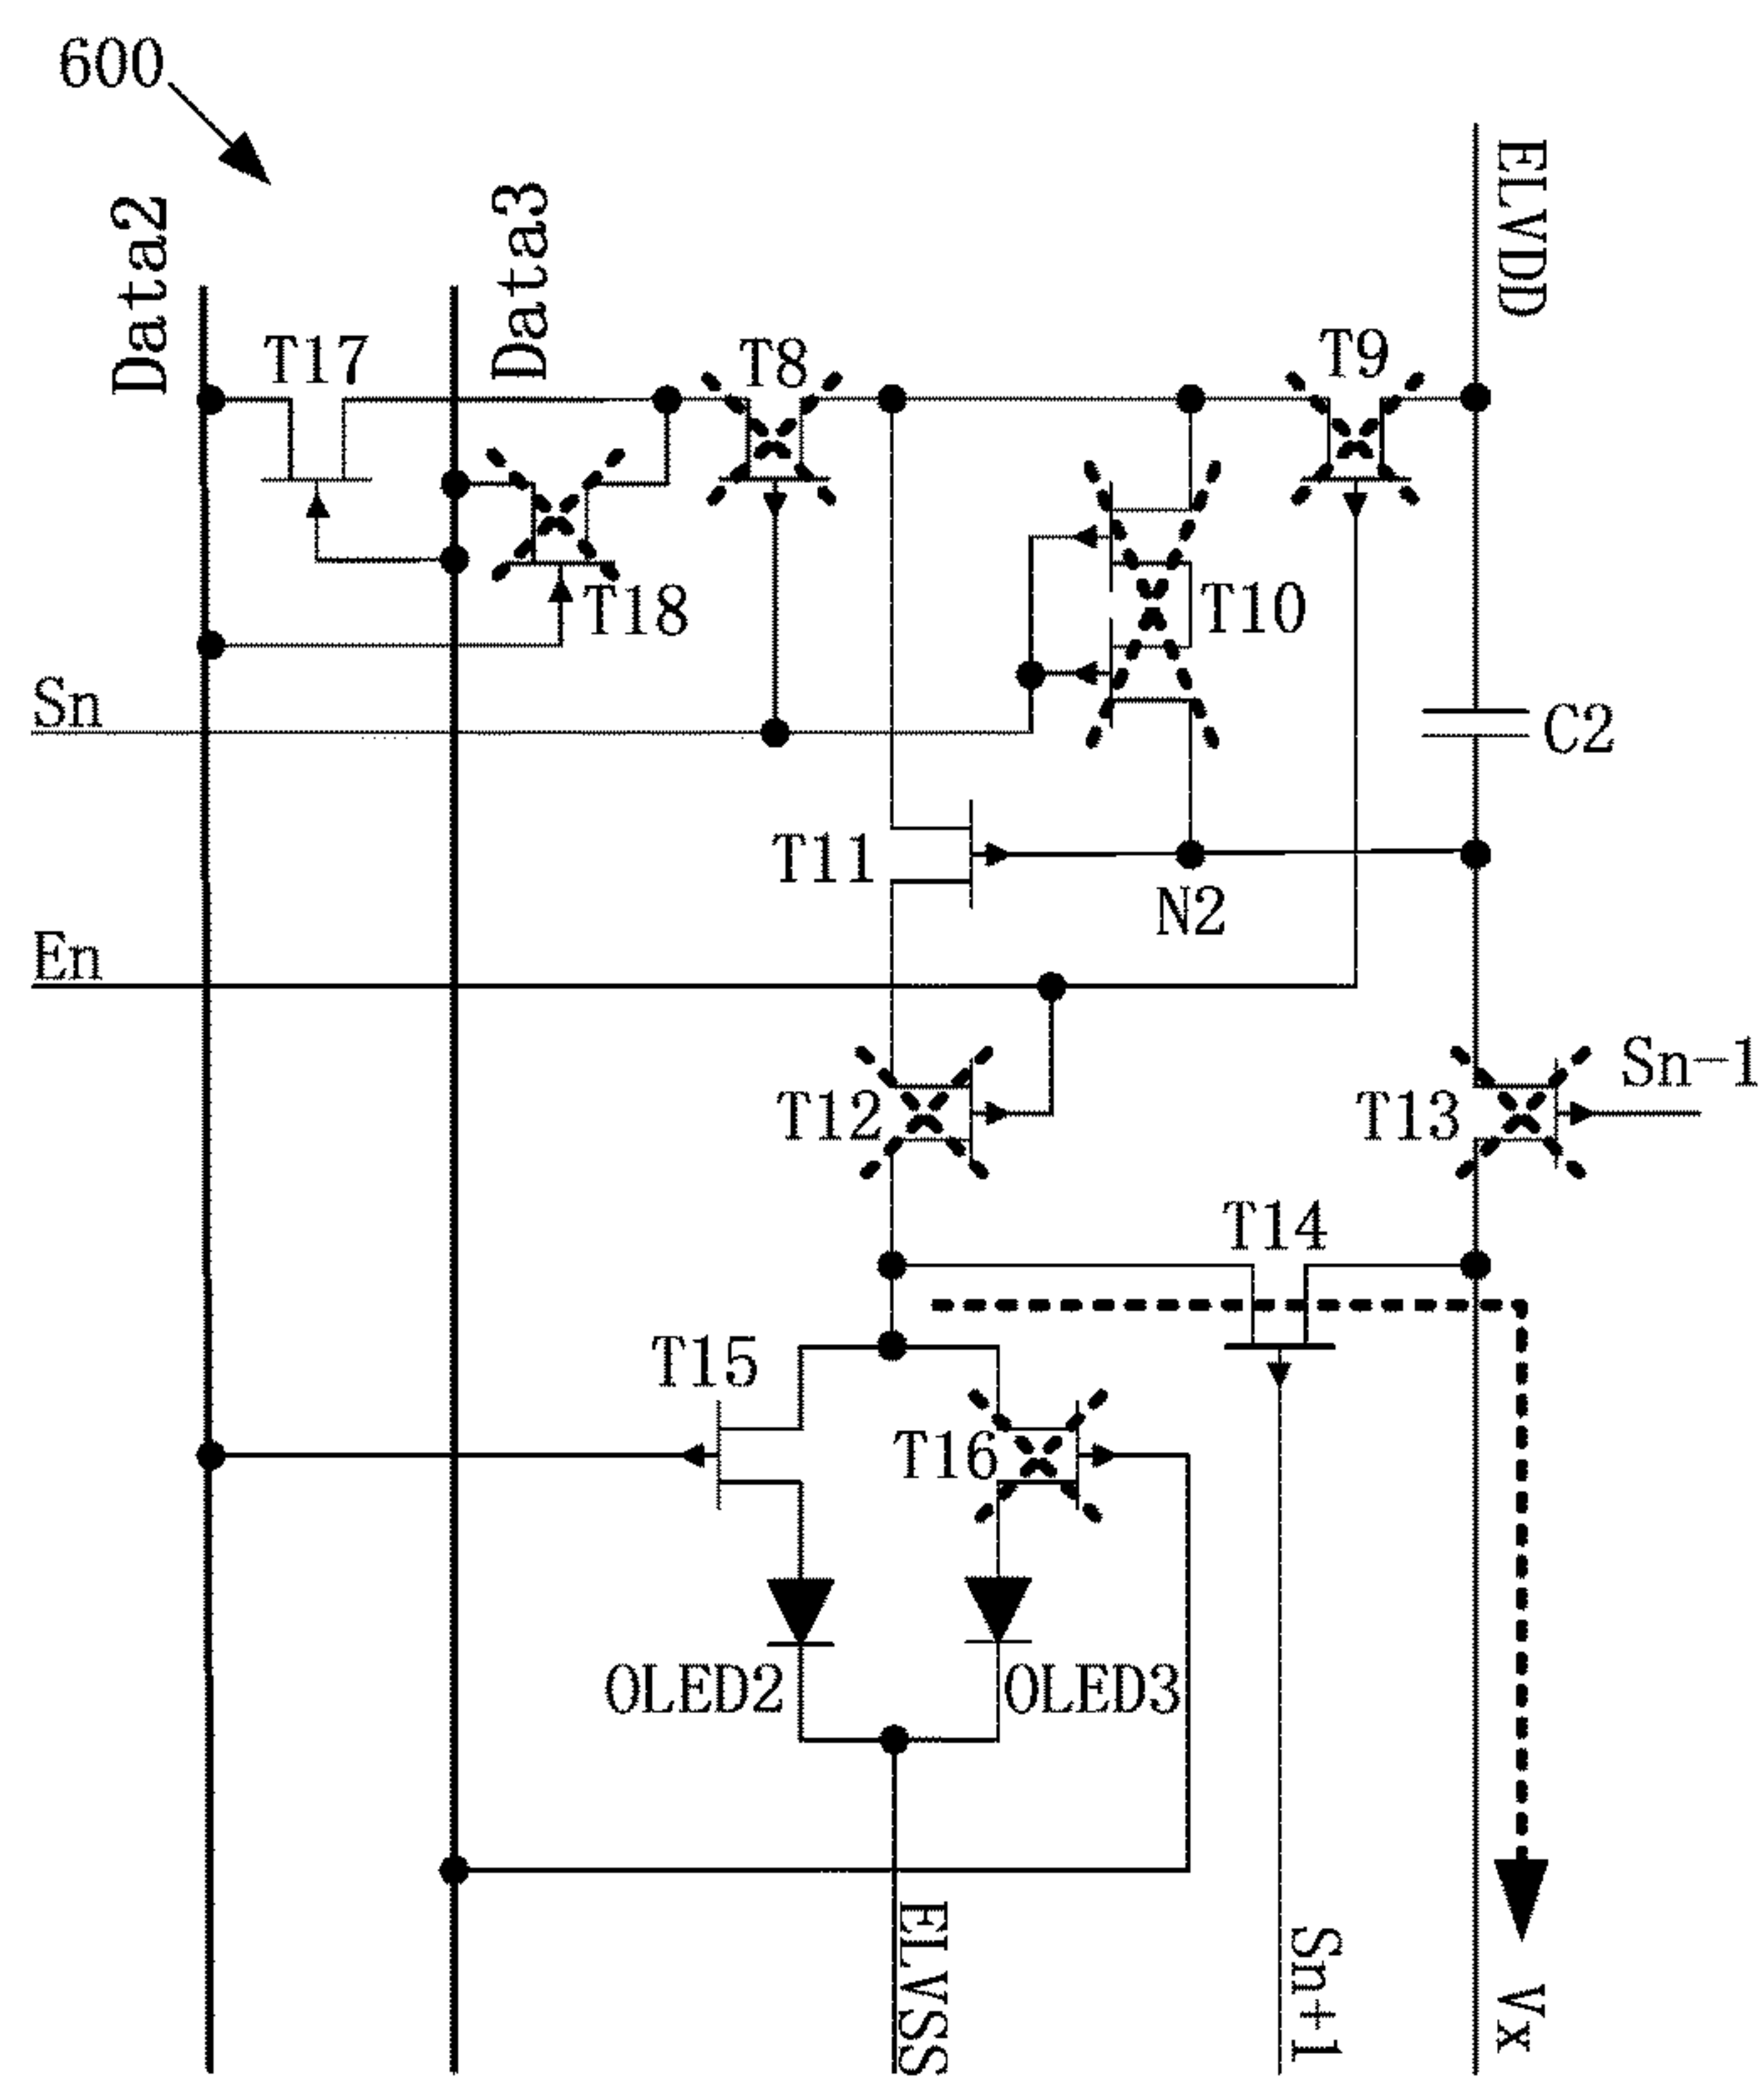 600
Data2
Data3
ELVDD
T17
T8
T9
T18
T10
Sn
C2
T11
N2
En
Sn-1
T12
T13
T14
T15
T16
OLED2
OLED3
ELVSS
Sn+1
Vx